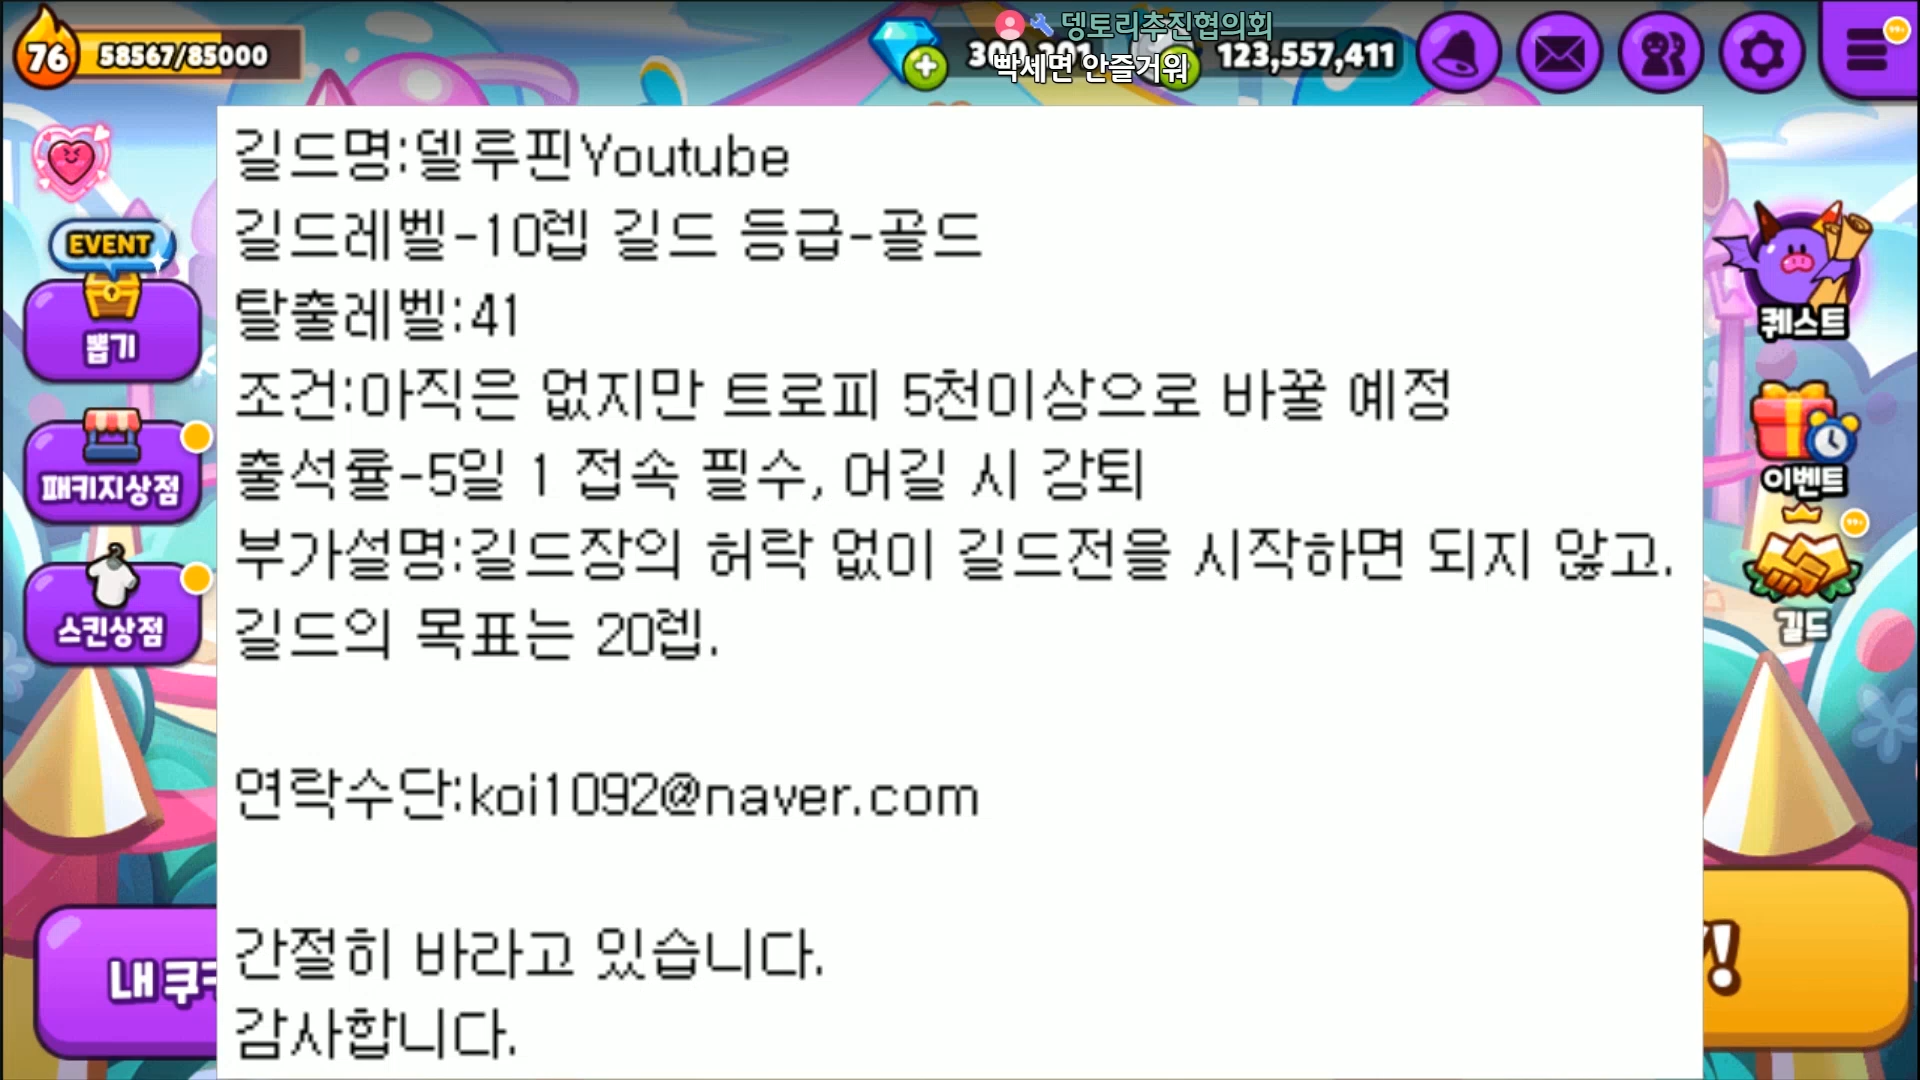 76
58567/85000
300,301
123,557,411
뎅토리추진협의회
빡세면 안즐거워
EVENT
뽑기
패키지상점
스킨상점
내 쿠키
퀘스트
이벤트
길드
!
길드명:델루핀Youtube
길드레벨-10렙 길드 등급-골드
탈출레벨:41
조건:아직은 없지만 트로피 5천이상으로 바꿀 예정
출석률-5일 1 접속 필수, 어길 시 강퇴
부가설명:길드장의 허락 없이 길드전을 시작하면 되지 않고.
길드의 목표는 20렙.
연락수단:koi1092@naver.com
간절히 바라고 있습니다.
감사합니다.